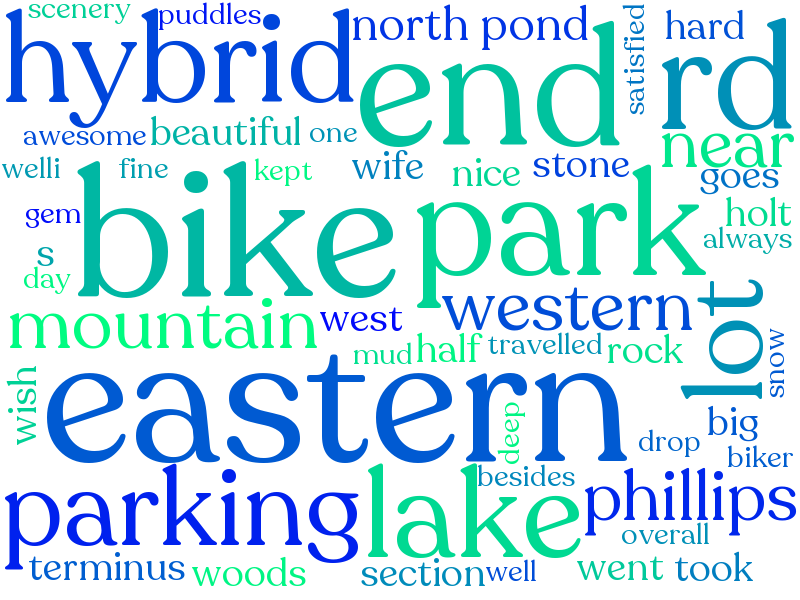 scenery
puddles
hybrid
north pond
end
satisfied
hard
rd
awesome
beautiful
one
near
welli
fine
kept
wife
nice
stone
goes
gem
bike
park
holt
s
always
day
mountain
west
western
lot
mud
half
travelled
rock
snow
wish
eastern
deep
big
drop
biker
parking
lake
besides
phillips
overall
terminus
woods
section
well
went
took